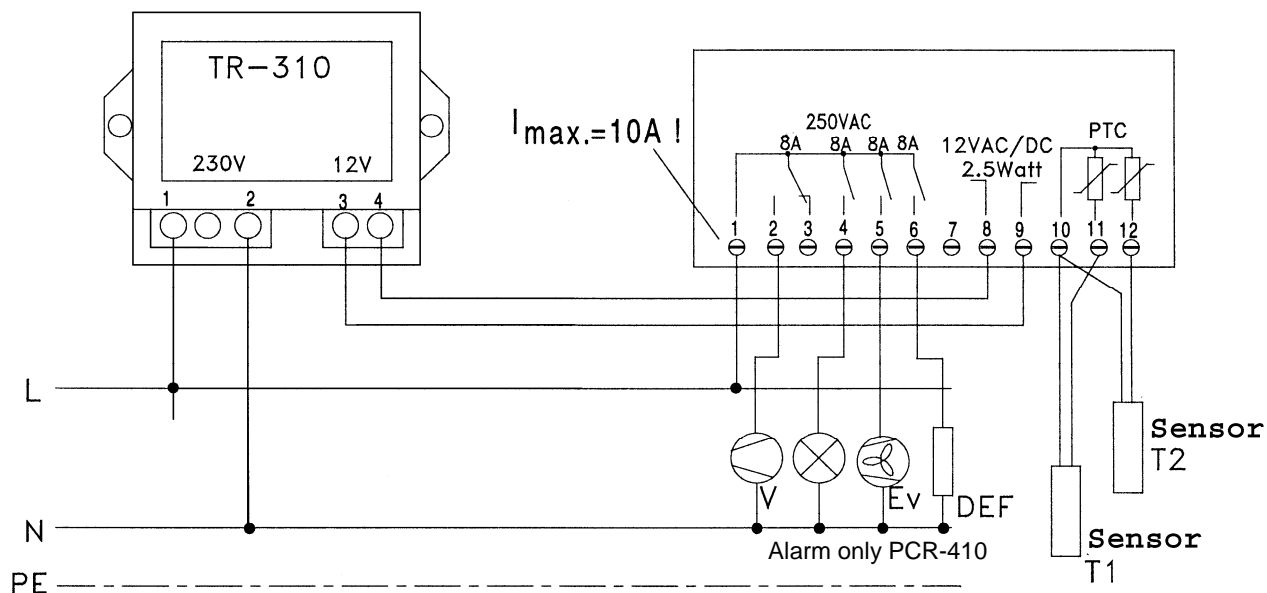 TR-310
230V 12V
1 2 3 4
I max.=10A !
250VAC
8A 8A 8A 8A
12VAC/DC
2.5Watt
PTC
1 2 3 4 5 6 7 8 9 10 11 12
L
V
Ev
DEF
Sensor
T2
N
Alarm only PCR-410
Sensor
T1
PE